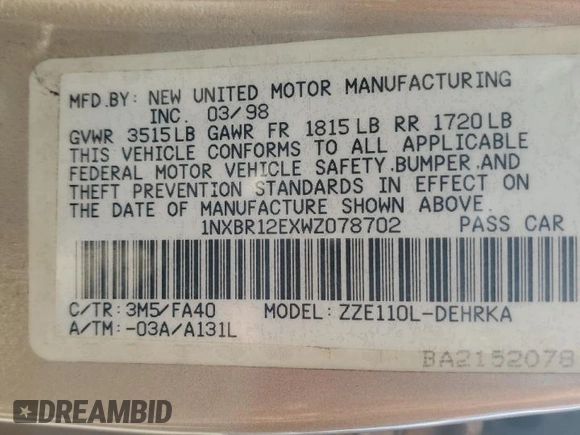 MFD.BY: NEW UNITED MOTOR MANUFACTURING
INC. 03/98
GVWR 3515LB GAWR FR 1815LB RR 1720LB
THIS VEHICLE CONFORMS TO ALL APPLICABLE
FEDERAL MOTOR VEHICLE SAFETY.BUMPER,AND
THEFT PREVENTION STANDARDS IN EFFECT ON
THE DATE OF MANUFACTURE SHOWN ABOVE.
1NXBR12EXWZ078702 PASS CAR
C/TR: 3M5/FA40 MODEL: ZZE110L-DEHRKA
A/TM: -03A/A131L
BA2152078
DREAMBID